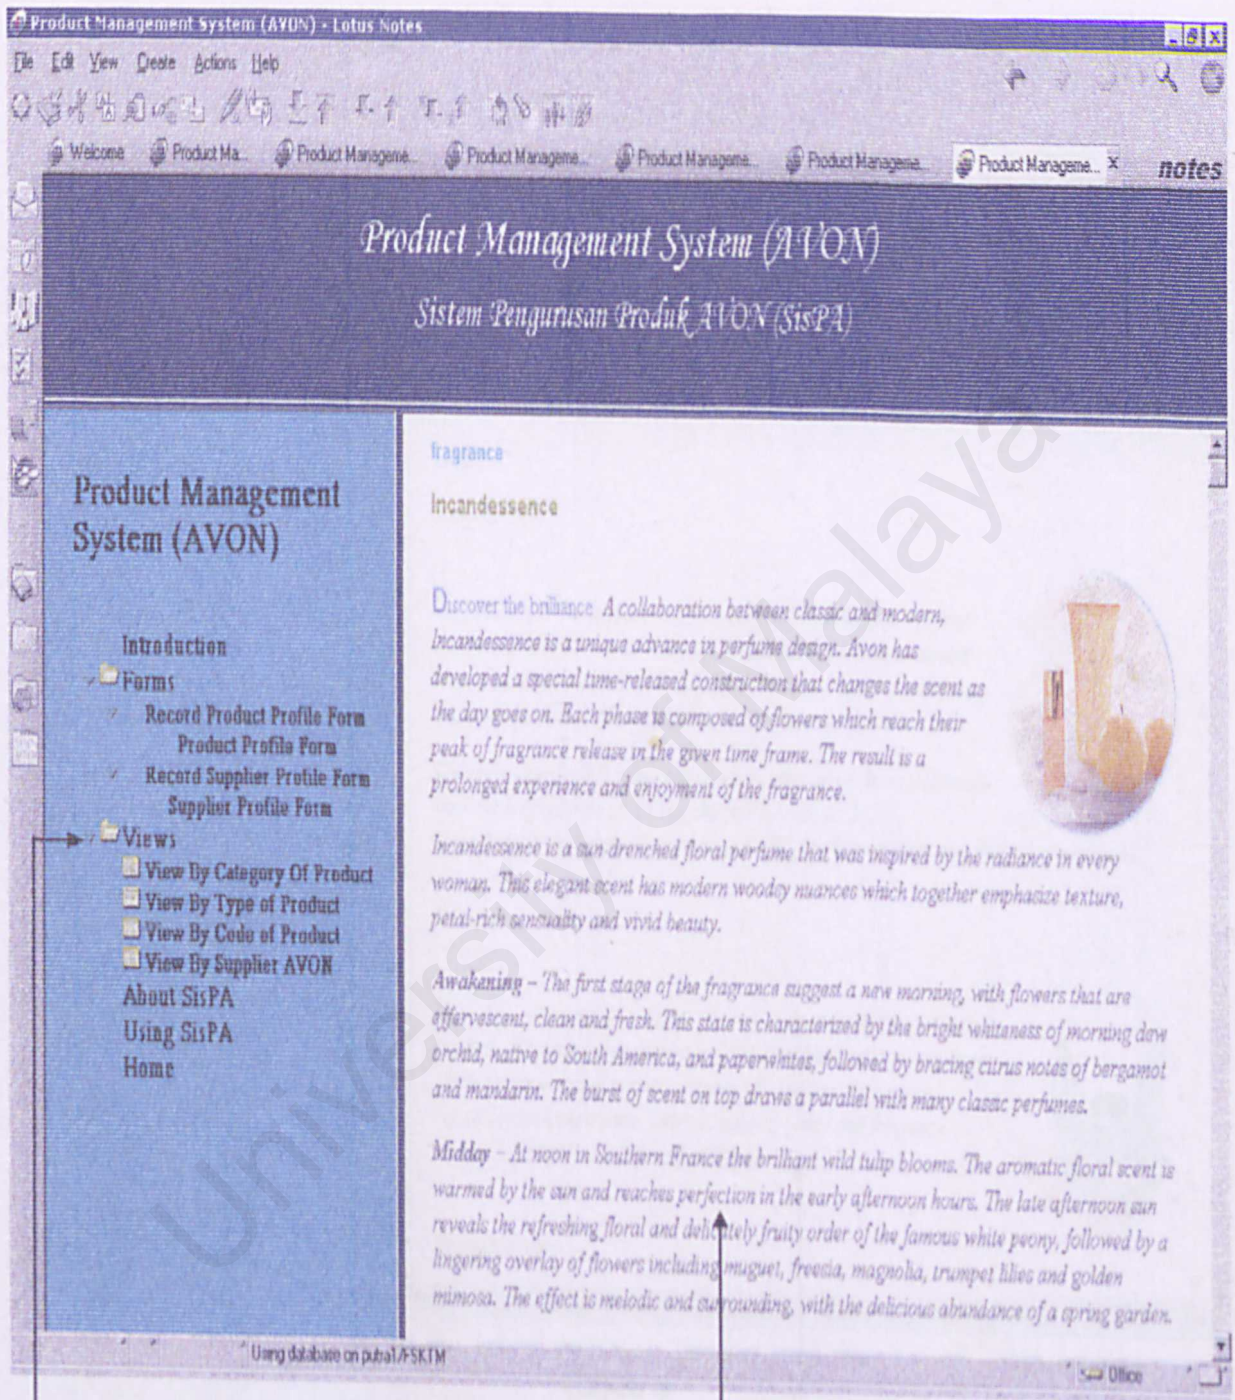 Product Management System (AVON) - Lotus Notes
File Edit View Create Actions Help
Welcome Product Ma... Product Manageme... Product Manageme... Product Manageme... Product Manageme... Product Manageme... X notes
Product Management System (AVON)
Sistem Pengurusan Produk AVON (SisPA)
Product Management
System (AVON)
Introduction
Forms
Record Product Profile Form
Product Profile Form
Record Supplier Profile Form
Supplier Profile Form
Views
View By Category Of Product
View By Type of Product
View By Code of Product
View By Supplier AVON
About SisPA
Using SisPA
Home
fragrance
Incandessence
Discover the brilliance A collaboration between classic and modern,
Incandessence is a unique advance in perfume design. Avon has
developed a special time-released construction that changes the scent as
the day goes on. Each phase is composed of flowers which reach their
peak of fragrance release in the given time frame. The result is a
prolonged experience and enjoyment of the fragrance.
Incandessence is a sun-drenched floral perfume that was inspired by the radiance in every
woman. This elegant scent has modern woodsy nuances which together emphasize texture,
petal-rich sensuality and vivid beauty.
Awakening – The first stage of the fragrance suggest a new morning, with flowers that are
effervescent, clean and fresh. This state is characterized by the bright whiteness of morning dew
orchid, native to South America, and paperwhites, followed by bracing citrus notes of bergamot
and mandarin. The burst of scent on top draws a parallel with many classic perfumes.
Midday – At noon in Southern France the brilliant wild tulip blooms. The aromatic floral scent is
warmed by the sun and reaches perfection in the early afternoon hours. The late afternoon sun
reveals the refreshing floral and delicately fruity order of the famous white peony, followed by a
lingering overlay of flowers including muguet, freesia, magnolia, trumpet lilies and golden
mimosa. The effect is melodic and surrounding, with the delicious abundance of a spring garden.
Using database on putra1/FSKTM
Office
University of Malaya